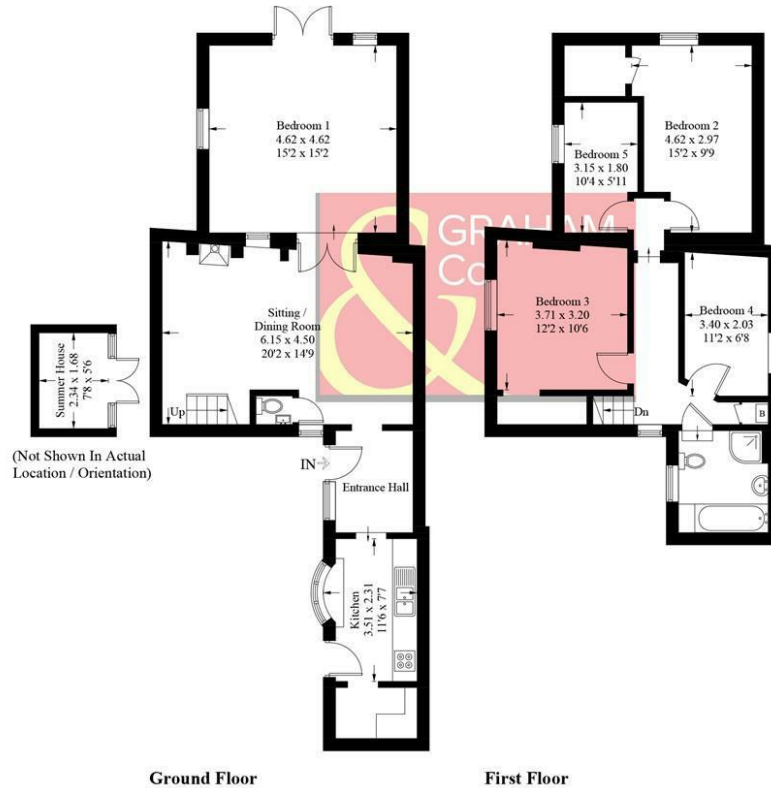 Bedroom 1
4.62 x 4.62
15'2 x 15'2
Bedroom 2
4.62 x 2.97
15'2 x 9'9
Bedroom 5
3.15 x 1.80
10'4 x 5'11
& GRAHAM
Co
Sitting /
Dining Room
6.15 x 4.50
20'2 x 14'9
Bedroom 3
3.71 x 3.20
12'2 x 10'6
Bedroom 4
3.40 x 2.03
11'2 x 6'8
Summer House
2.34 x 1.68
7'8 x 5'6
(Not Shown In Actual
Location / Orientation)
Up
Dn
B
IN
Entrance Hall
Kitchen
3.51 x 2.31
11'6 x 7'7
Ground Floor
First Floor